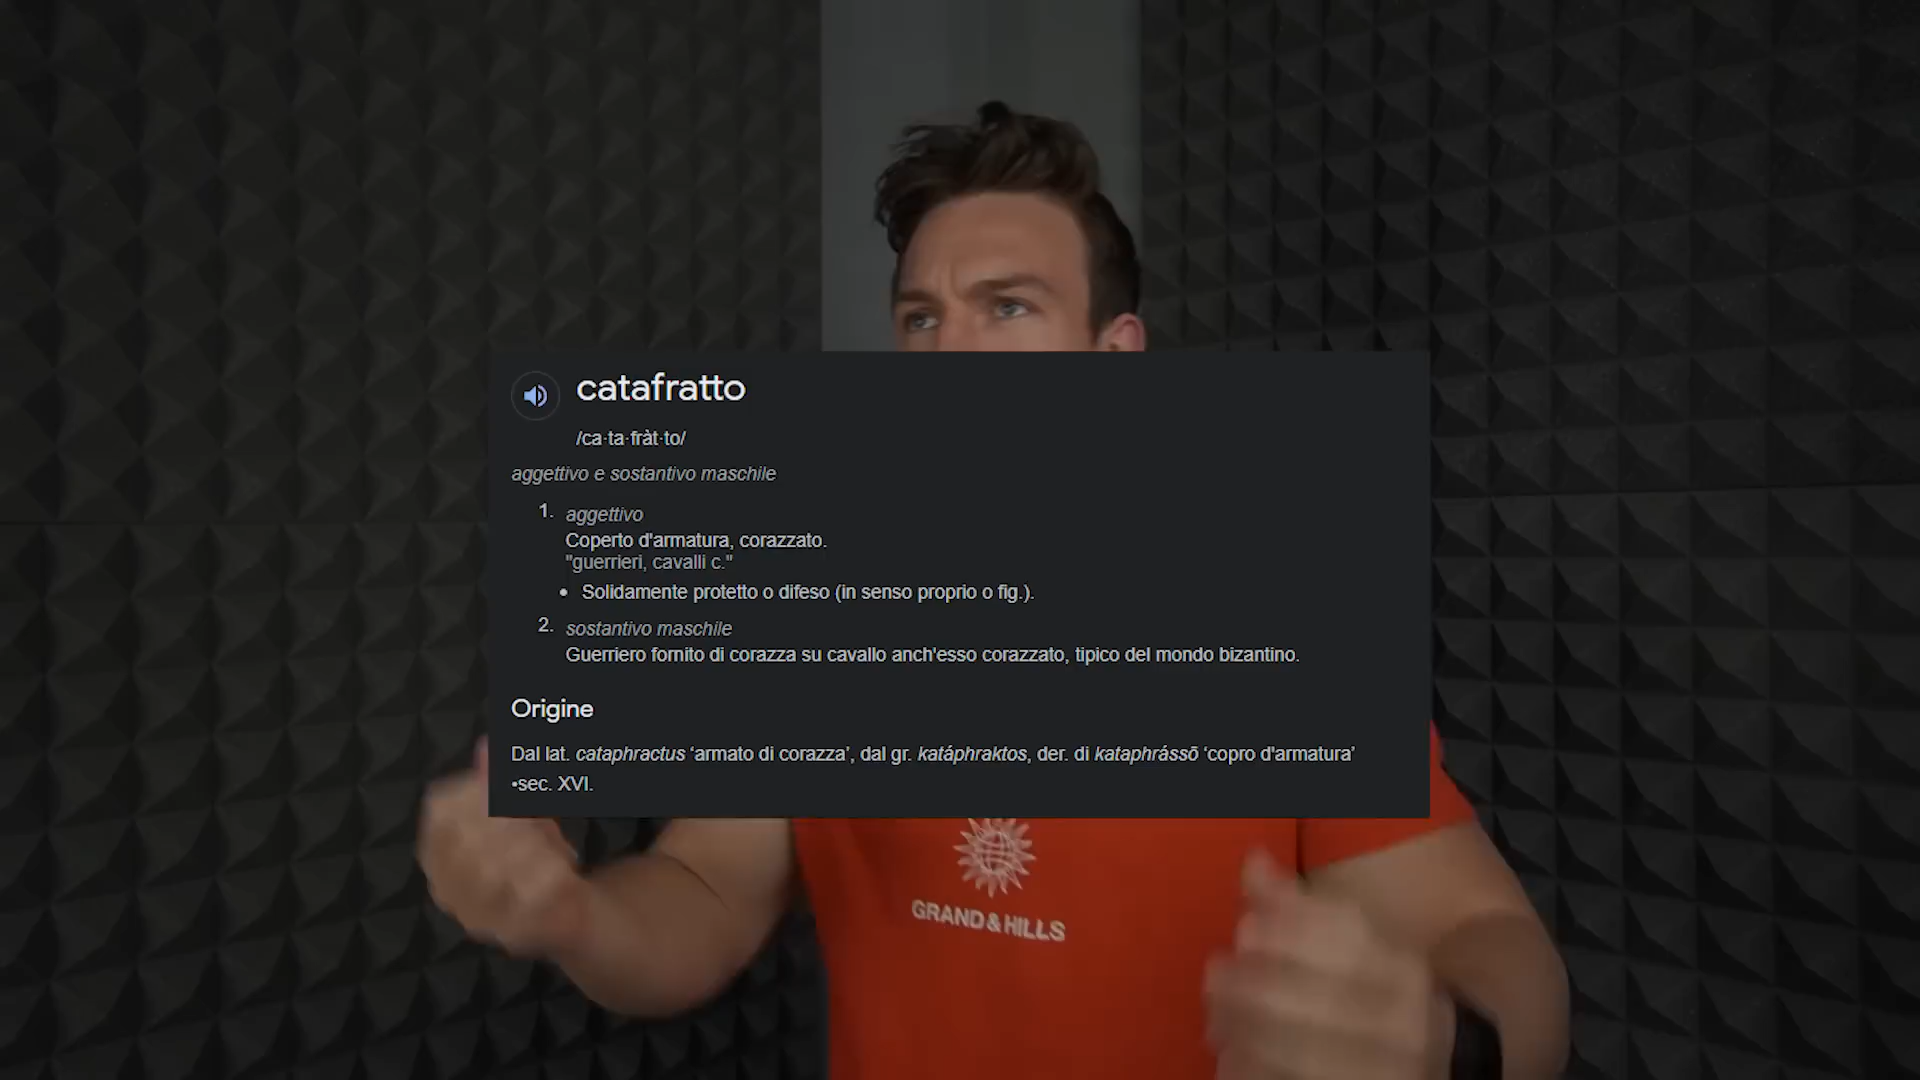 catafratto
/ca·ta·fràt·to/
aggettivo e sostantivo maschile
1. aggettivo
Coperto d'armatura, corazzato.
"guerrieri, cavalli c."
• Solidamente protetto o difeso (in senso proprio o fig.).
2. sostantivo maschile
Guerriero fornito di corazza su cavallo anch'esso corazzato, tipico del mondo bizantino.
Origine
Dal lat. cataphractus ‘armato di corazza’, dal gr. katáphraktos, der. di kataphrássō ‘copro d'armatura’
•sec. XVI.
GRAND&HILLS